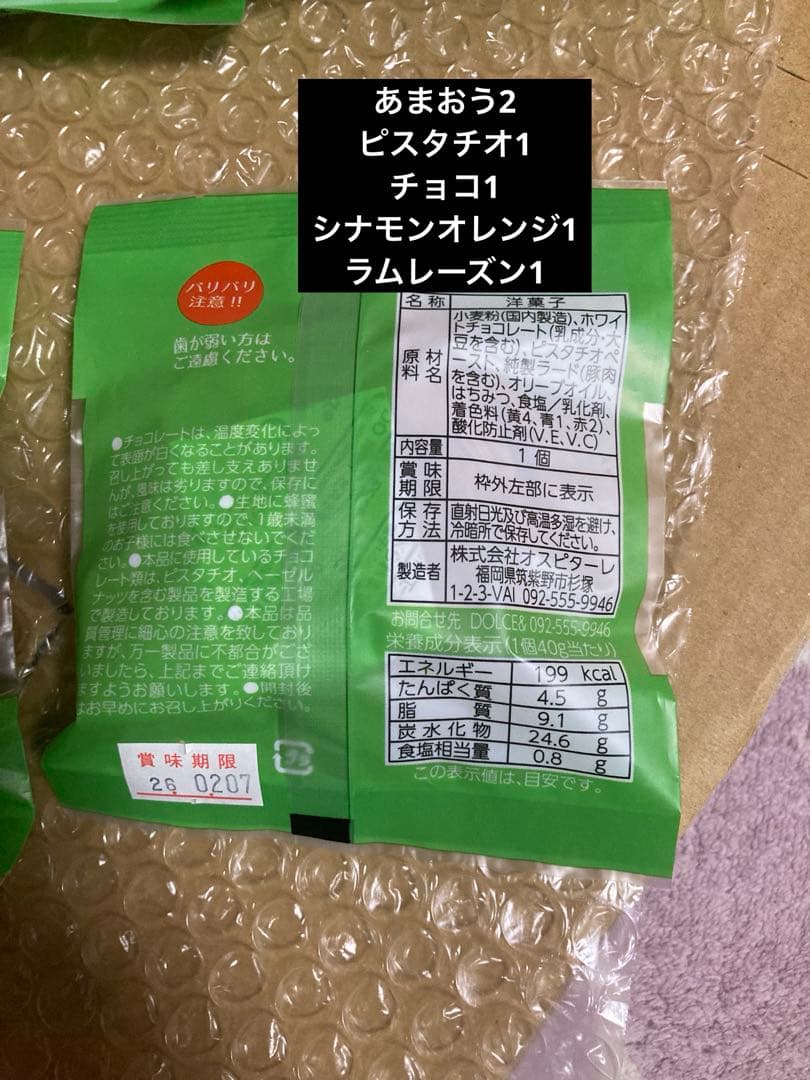 あまおう2
ピスタチオ1
チョコ1
シナモンオレンジ1
ラムレーズン1
バリバリ
注意!!
歯が弱い方は
ご遠慮ください。
●チョコレートは、温度変化によっ
て表面が白くなることがあります。
召し上がっても差し支えありませ
んが、風味は劣りますので、保存に
はご注意ください。●生地に蜂蜜
を使用しておりますので、1歳未満
のお子様には食べさせないでくだ
さい。●本品に使用しているチョコ
レート類は、ピスタチオ、ヘーゼル
ナッツを含む製品を製造する工場
で製造しております。●本品は品
質管理に細心の注意を致しており
ますが、万一製品に不都合がござ
いましたら、上記までご連絡頂け
ますようお願いします。●開封後
はお早めにお召し上がりください。
賞味期限
26.0207
名称 洋菓子
原材料名 小麦粉(国内製造)、ホワイ
トチョコレート(乳成分・大
豆を含む)、ピスタチオペ
ースト、純製ラード(豚肉
を含む)、オリーブオイル、
はちみつ、食塩/乳化剤、
着色料(黄4、青1、赤2)、
酸化防止剤(V.E、V.C)
内容量 1個
賞味期限 枠外左部に表示
保存方法 直射日光及び高温多湿を避け、
冷暗所で保存してください。
製造者 株式会社オスピターレ
福岡県筑紫野市杉塚
1-2-3-VAI 092-555-9946
お問合せ先 DOLCE& 092-555-9946
栄養成分表示(1個40g当たり)
エネルギー 199 kcal
たんぱく質 4.5 g
脂質 9.1 g
炭水化物 24.6 g
食塩相当量 0.8 g
この表示値は、目安です。
プラ